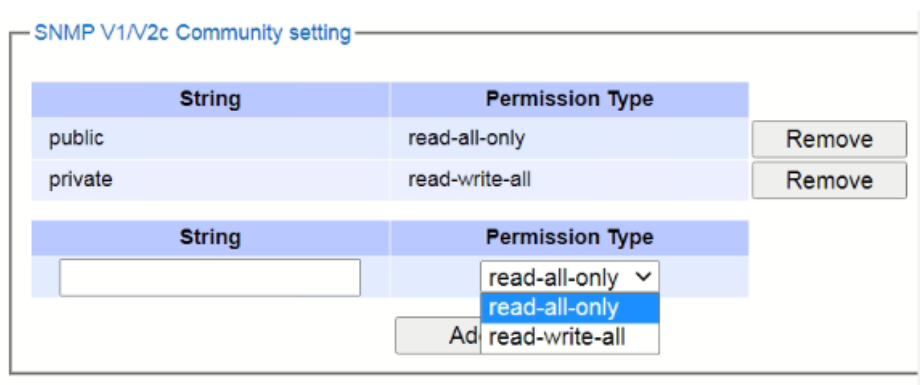 SNMP V1/V2c Community setting
String Permission Type
public read-all-only Remove
private read-write-all Remove
String Permission Type
read-all-only
read-all-only
read-write-all